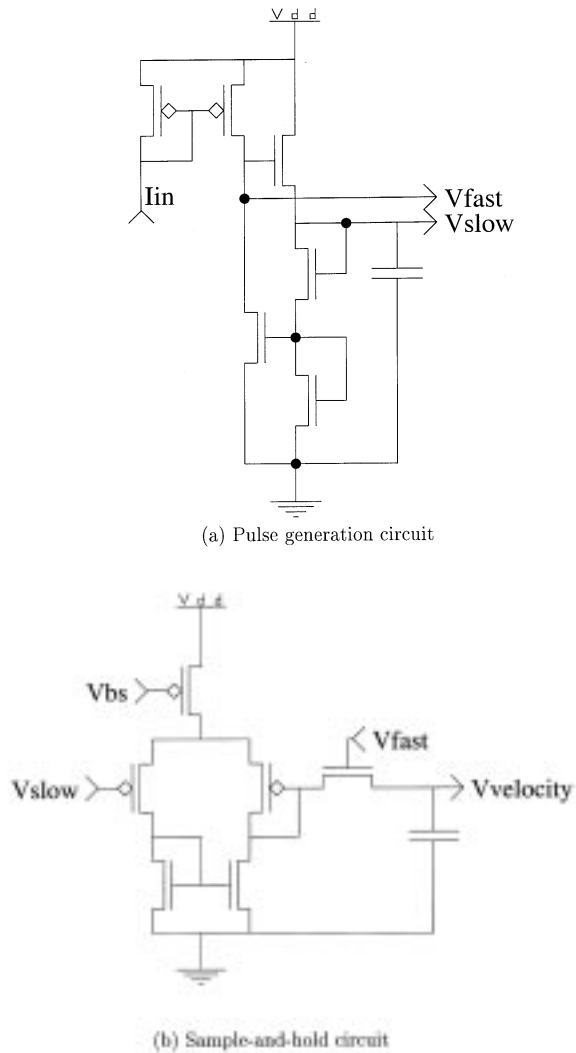 Vdd
Iin
Vfast
Vslow
(a) Pulse generation circuit
Vdd
Vbs
Vfast
Vslow
Vvelocity
(b) Sample-and-hold circuit